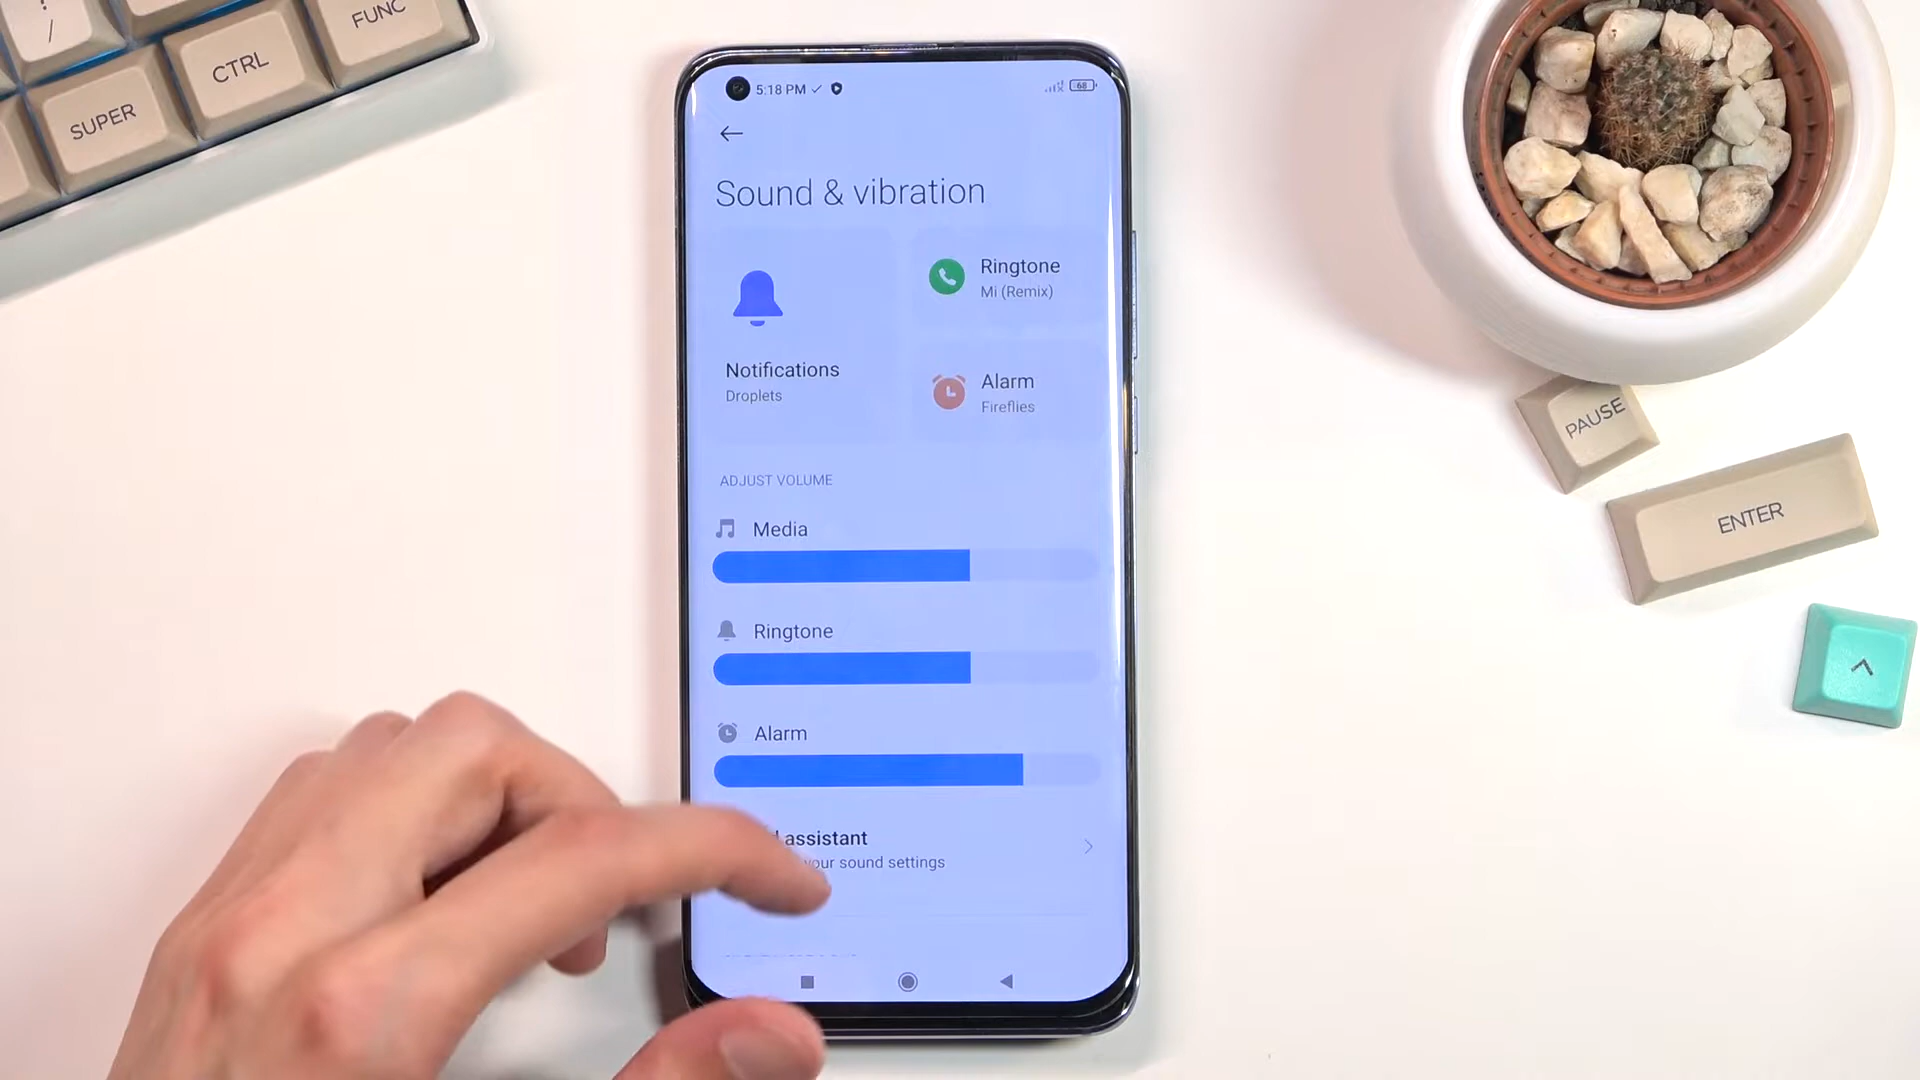 !
/
SUPER
CTRL
FUNC
5:18 PM
68
Sound & vibration
Notifications
Droplets
Ringtone
Mi (Remix)
Alarm
Fireflies
ADJUST VOLUME
Media
Ringtone
Alarm
assistant
your sound settings
PAUSE
ENTER
^